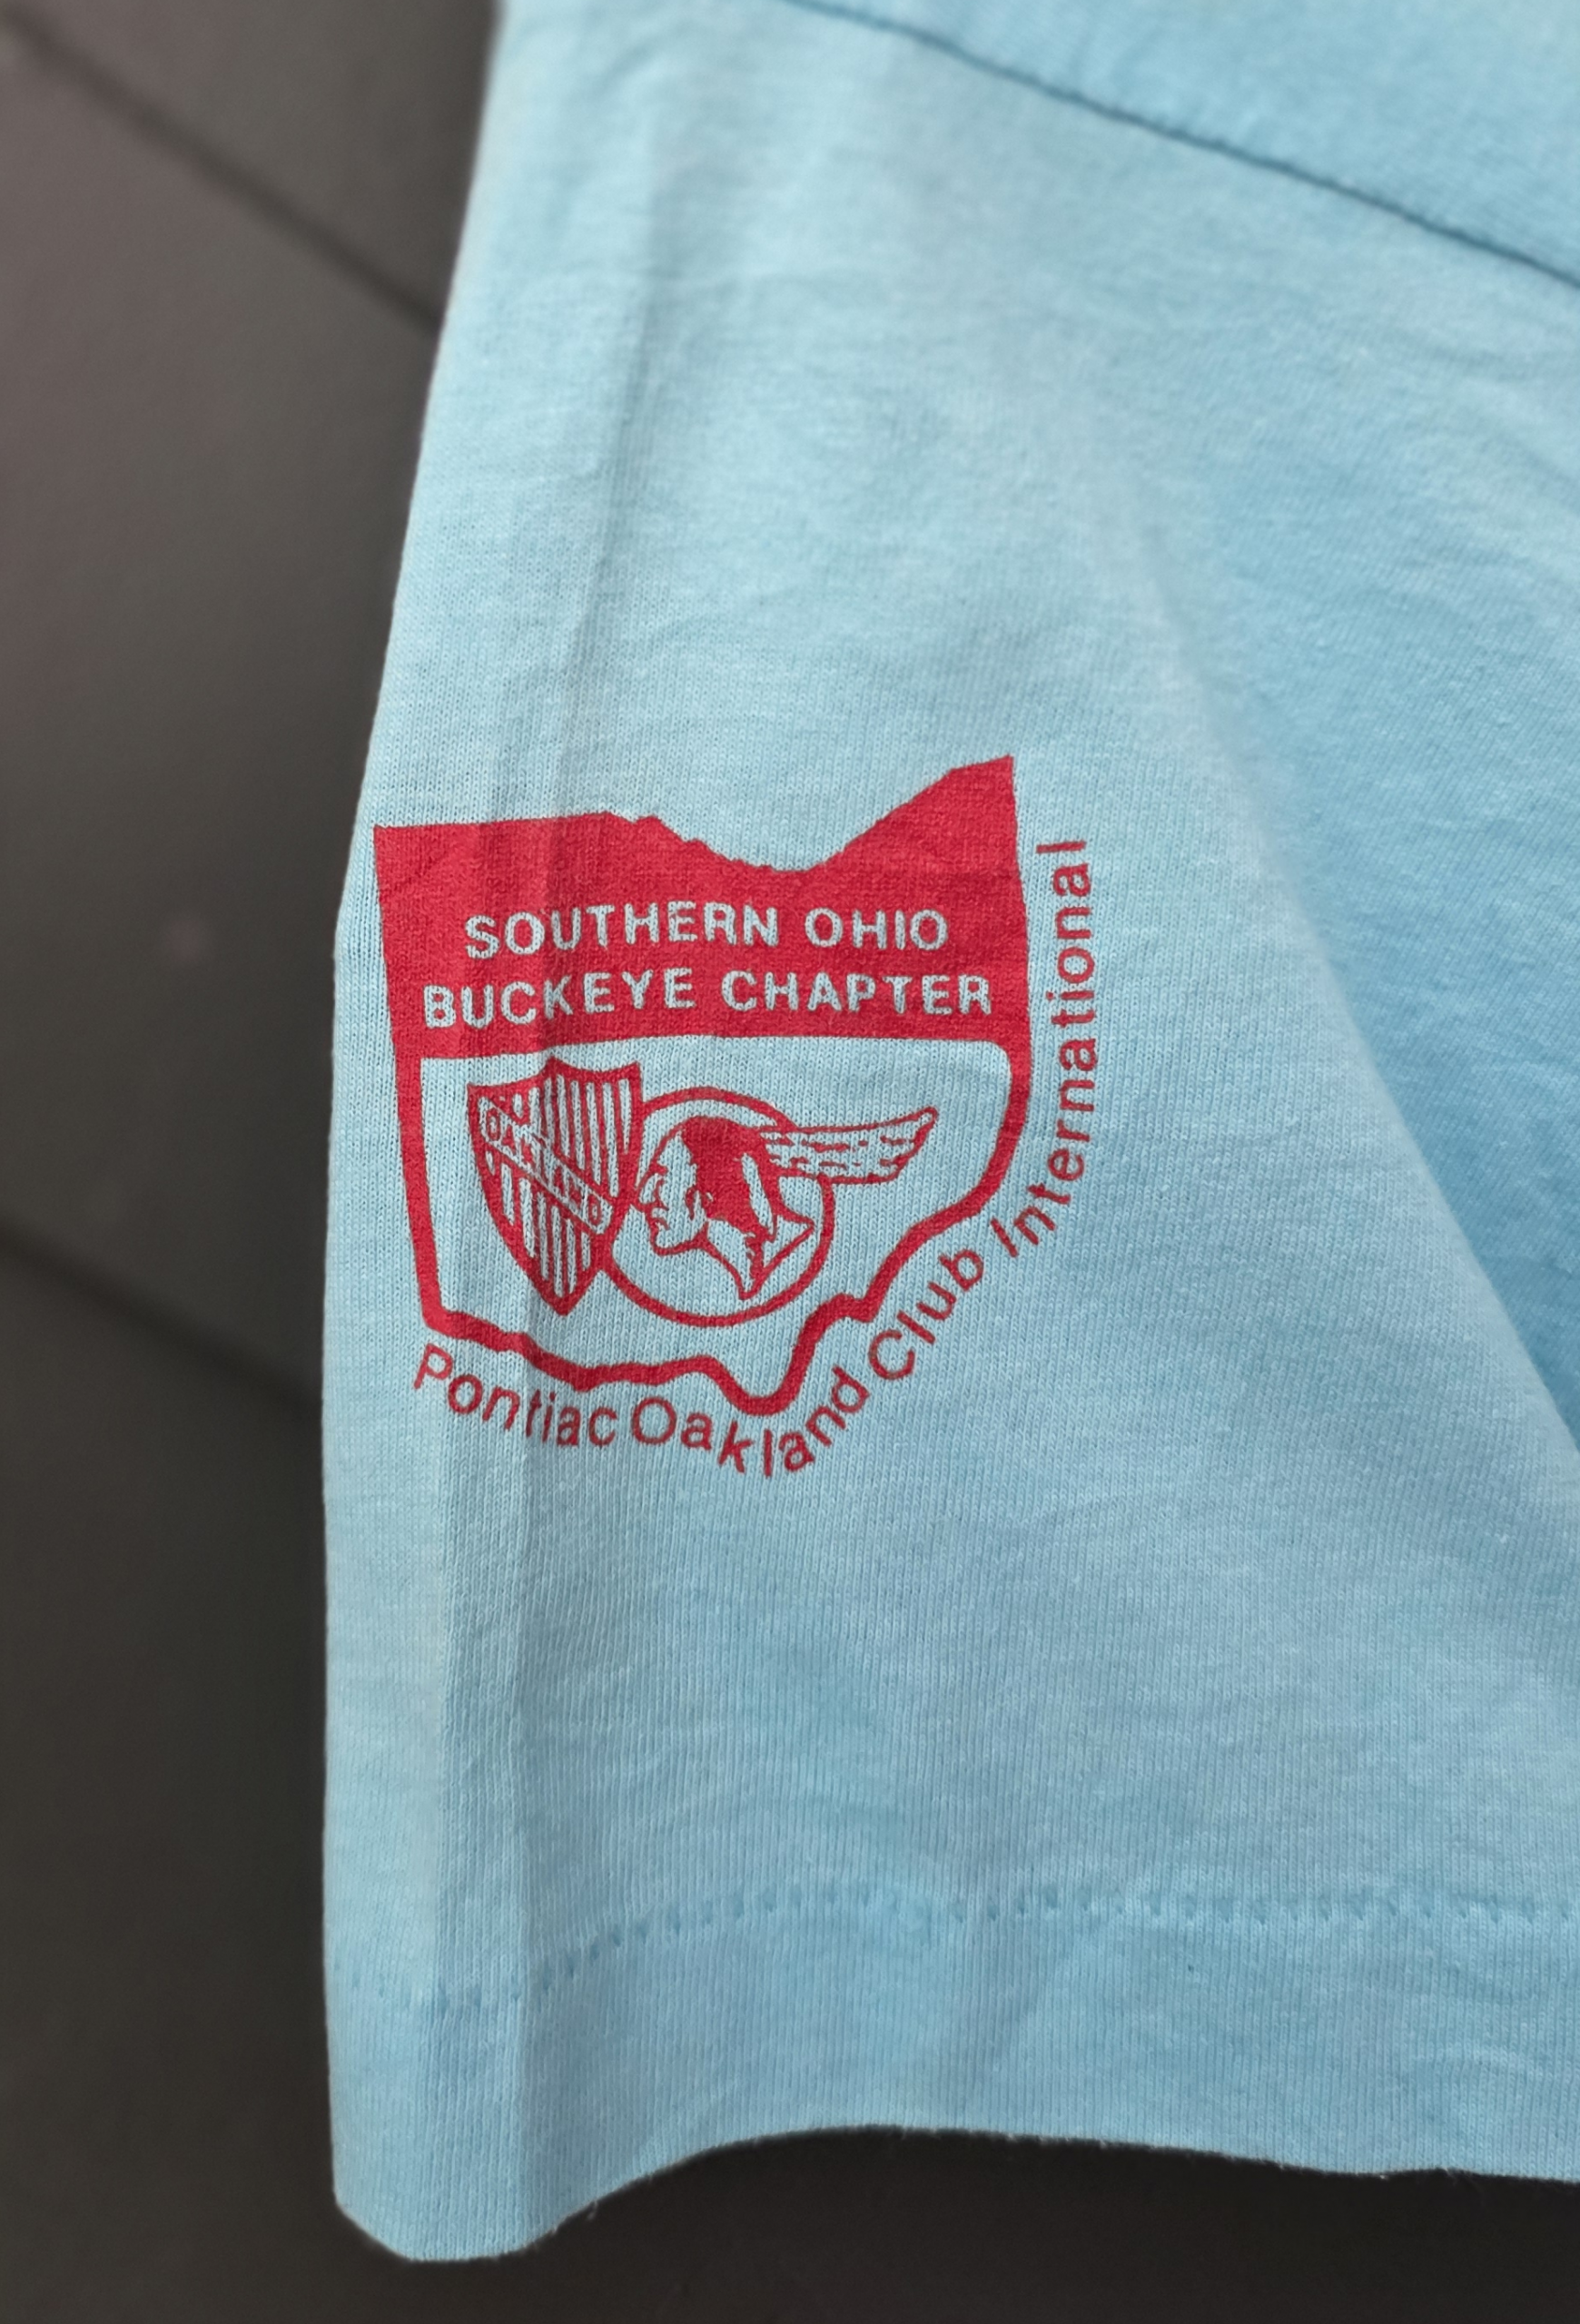 SOUTHERN OHIO
BUCKEYE CHAPTER
OAKLAND
Pontiac Oakland Club International